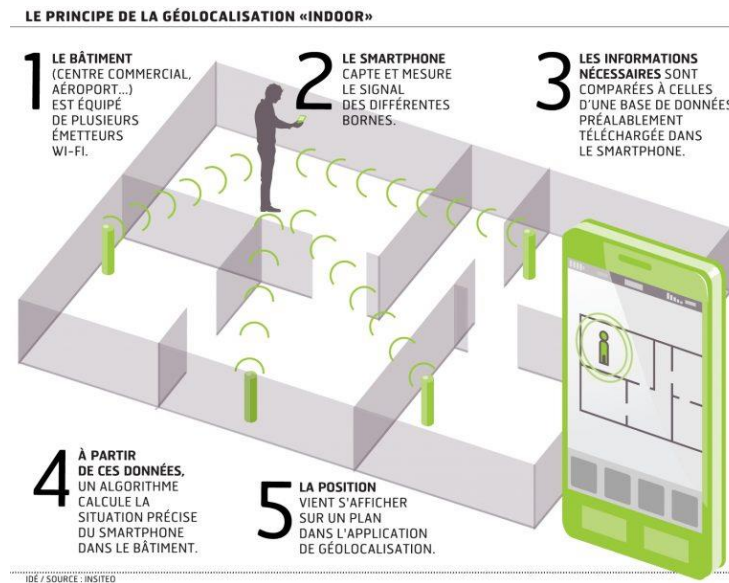 LE PRINCIPE DE LA GÉOLOCALISATION «INDOOR»
1
LE BÂTIMENT
(CENTRE COMMERCIAL,
AÉROPORT...)
EST ÉQUIPÉ
DE PLUSIEURS
ÉMETTEURS
WI-FI.
2
LE SMARTPHONE
CAPTE ET MESURE
LE SIGNAL
DES DIFFÉRENTES
BORNES.
3
LES INFORMATIONS
NÉCESSAIRES SONT
COMPARÉES À CELLES
D'UNE BASE DE DONNÉES
PRÉALABLEMENT
TÉLÉCHARGÉE DANS
LE SMARTPHONE.
4
À PARTIR
DE CES DONNÉES,
UN ALGORITHME
CALCULE LA
SITUATION PRÉCISE
DU SMARTPHONE
DANS LE BÂTIMENT.
5
LA POSITION
VIENT S'AFFICHER
SUR UN PLAN
DANS L'APPLICATION
DE GÉOLOCALISATION.
IDÉ / SOURCE : INSITEO